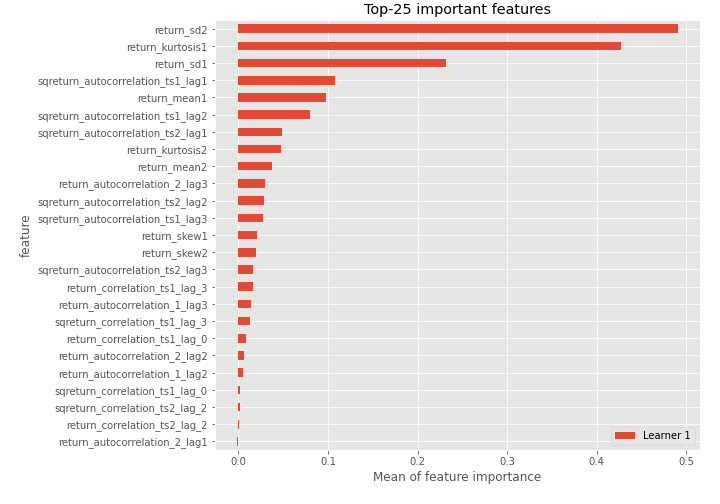 Top-25 important features
return_sd2
return_kurtosis1
return_sd1
sqreturn_autocorrelation_ts1_lag1
return_mean1
sqreturn_autocorrelation_ts1_lag2
sqreturn_autocorrelation_ts2_lag1
return_kurtosis2
return_mean2
return_autocorrelation_2_lag3
sqreturn_autocorrelation_ts2_lag2
sqreturn_autocorrelation_ts1_lag3
return_skew1
return_skew2
sqreturn_autocorrelation_ts2_lag3
return_correlation_ts1_lag_3
return_autocorrelation_1_lag3
sqreturn_correlation_ts1_lag_3
return_correlation_ts1_lag_0
return_autocorrelation_2_lag2
return_autocorrelation_1_lag2
sqreturn_correlation_ts1_lag_0
sqreturn_correlation_ts2_lag_2
return_correlation_ts2_lag_2
return_autocorrelation_2_lag1
feature
Learner 1
0.0 0.1 0.2 0.3 0.4 0.5
Mean of feature importance